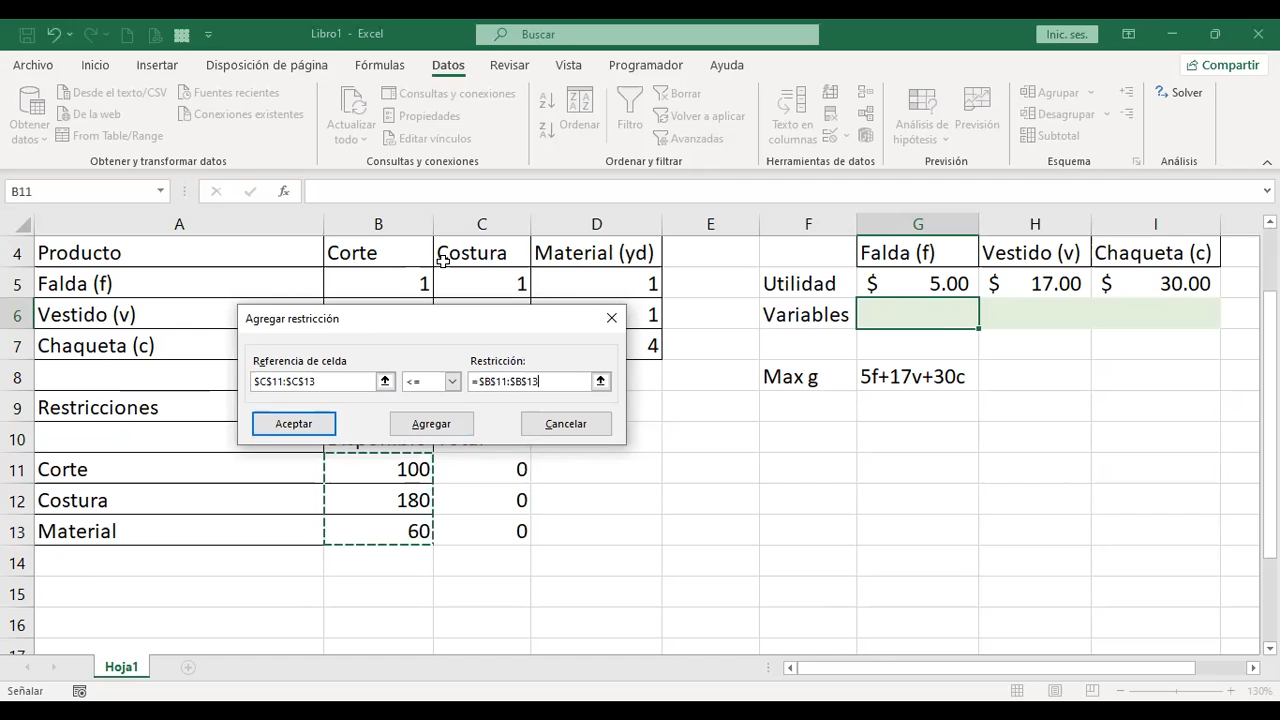 Libro1 - Excel
Buscar
Inic. ses.
Archivo Inicio Insertar Disposición de página Fórmulas Datos Revisar Vista Programador Ayuda
Compartir
Obtener datos
Desde el texto/CSV
De la web
From Table/Range
Fuentes recientes
Conexiones existentes
Actualizar todo
Consultas y conexiones
Propiedades
Editar vínculos
Ordenar
Filtro
Borrar
Volver a aplicar
Avanzadas
Texto en columnas
Análisis de hipótesis
Previsión
Agrupar
Desagrupar
Subtotal
Solver
Obtener y transformar datos
Consultas y conexiones
Ordenar y filtrar
Herramientas de datos
Previsión
Esquema
Análisis
B11
fx
A B C D E F G H I
4 Producto Corte Costura Material (yd) Falda (f) Vestido (v) Chaqueta (c)
5 Falda (f) 1 1 1 Utilidad $ 5.00 $ 17.00 $ 30.00
6 Vestido (v) 1 Variables
7 Chaqueta (c) 4
8 Max g 5f+17v+30c
9 Restricciones
10
11 Corte 100 0
12 Costura 180 0
13 Material 60 0
14
15
16
Agregar restricción
Referencia de celda Restricción:
$C$11:$C$13 <= =$B$11:$B$13
Aceptar Agregar Cancelar
Hoja1
Señalar
130%